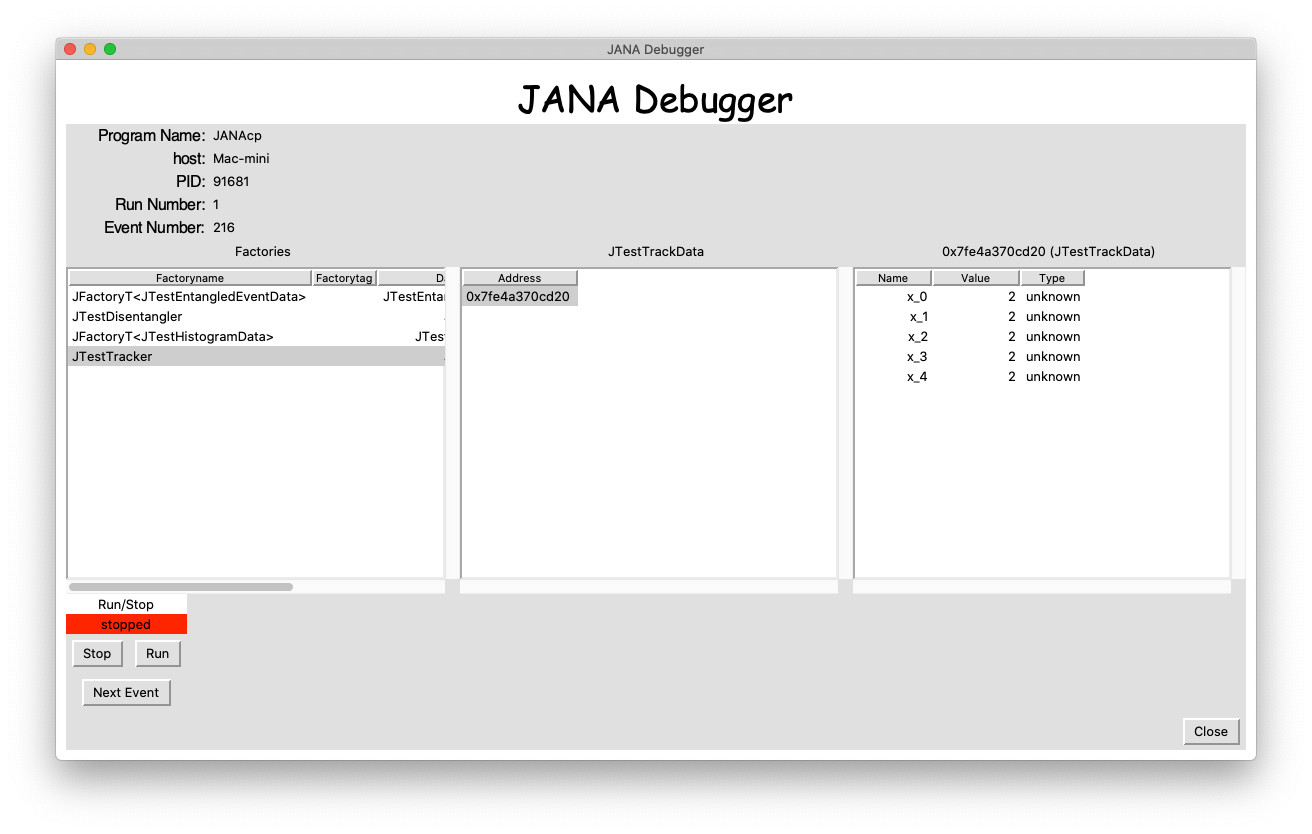 JANA Debugger
JANA Debugger
Program Name: JANAcp
host: Mac-mini
PID: 91681
Run Number: 1
Event Number: 216
Factories JTestTrackData 0x7fe4a370cd20 (JTestTrackData)
Factoryname Factorytag Address Name Value Type
JFactoryT<JTestEntangledEventData> 0x7fe4a370cd20 x_0 2 unknown
JTestDisentangler x_1 2 unknown
JFactoryT<JTestHistogramData> x_2 2 unknown
JTestTracker x_3 2 unknown
x_4 2 unknown
Run/Stop
stopped
Stop Run
Next Event
Close